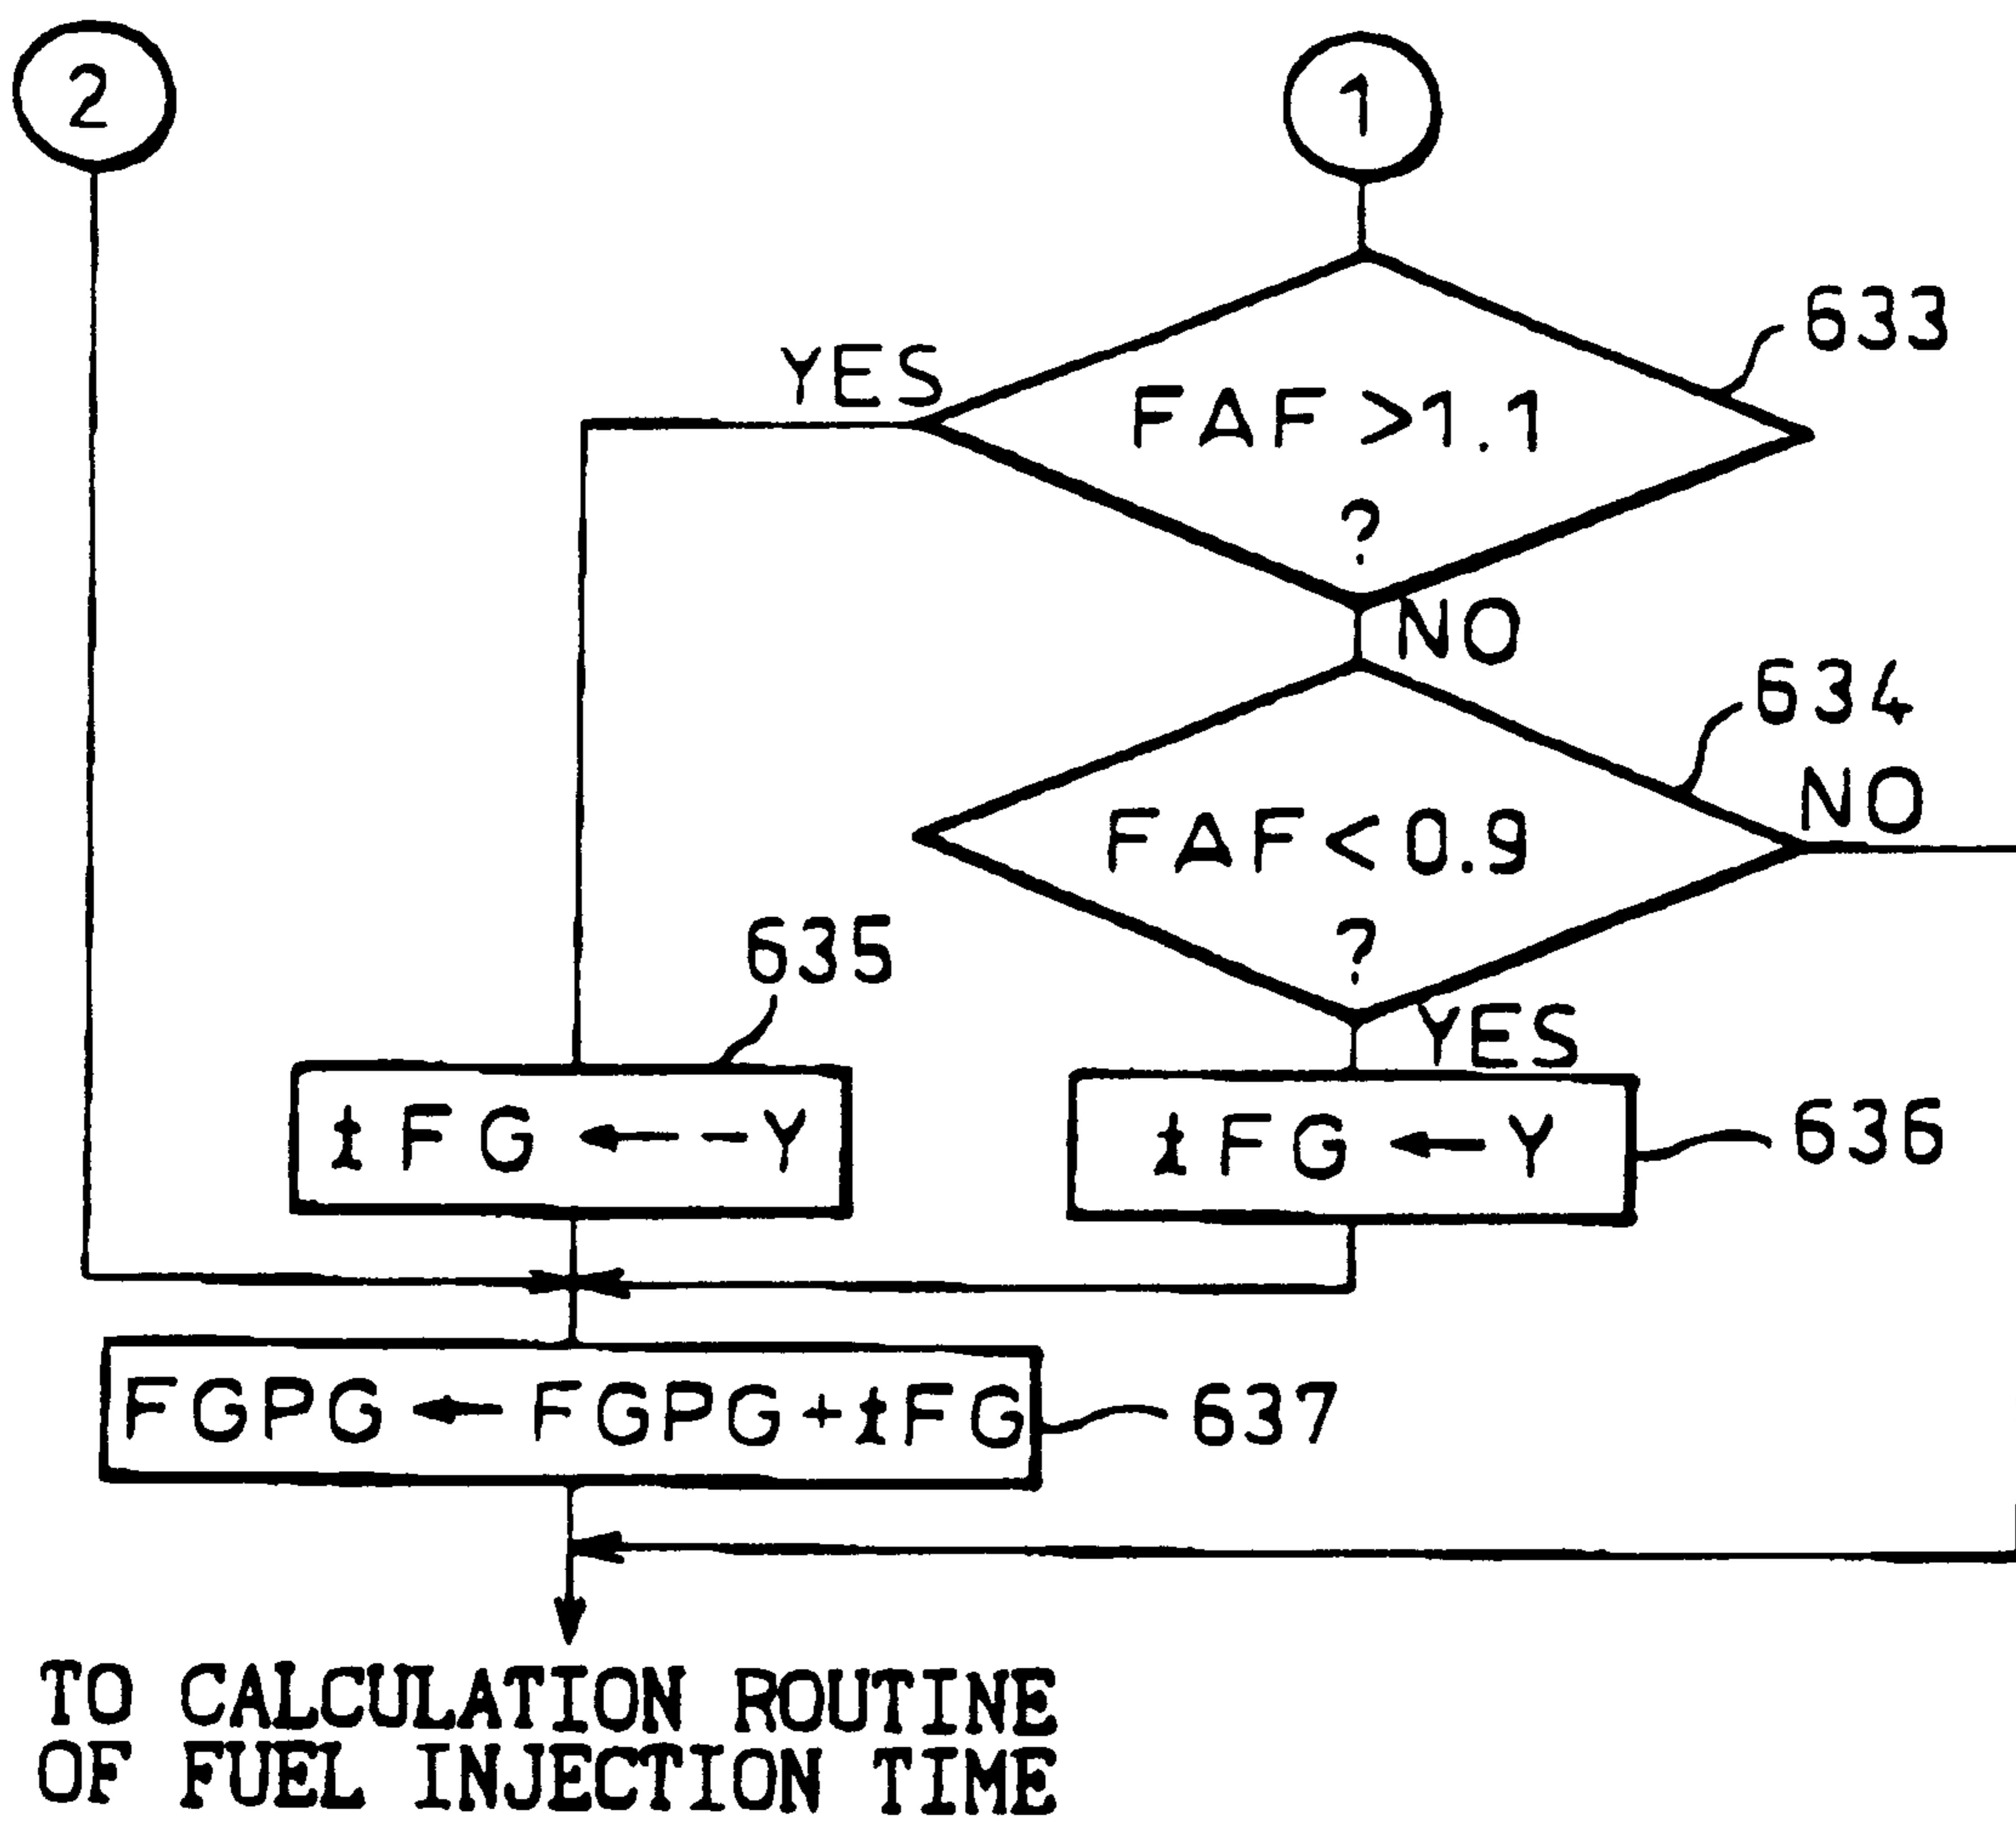 2
1
633
YES
FAF>1.1
?
NO
634
NO
FAF<0.9
?
635
YES
tFG ← -Y
tFG ← Y
636
FGPG ← FGPG+tFG
637
TO CALCULATION ROUTINE
OF FUEL INJECTION TIME